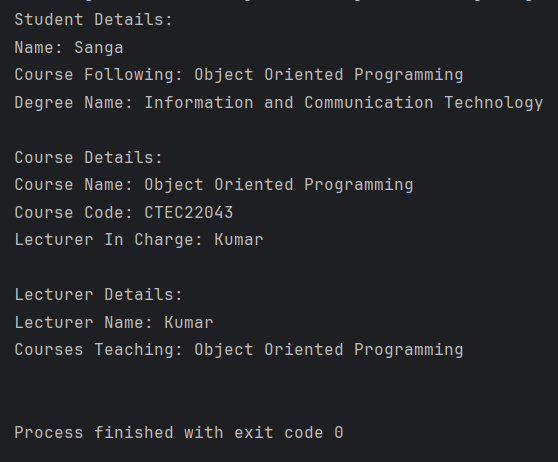 Student Details:
Name: Sanga
Course Following: Object Oriented Programming
Degree Name: Information and Communication Technology
Course Details:
Course Name: Object Oriented Programming
Course Code: CTEC22043
Lecturer In Charge: Kumar
Lecturer Details:
Lecturer Name: Kumar
Courses Teaching: Object Oriented Programming
Process finished with exit code 0